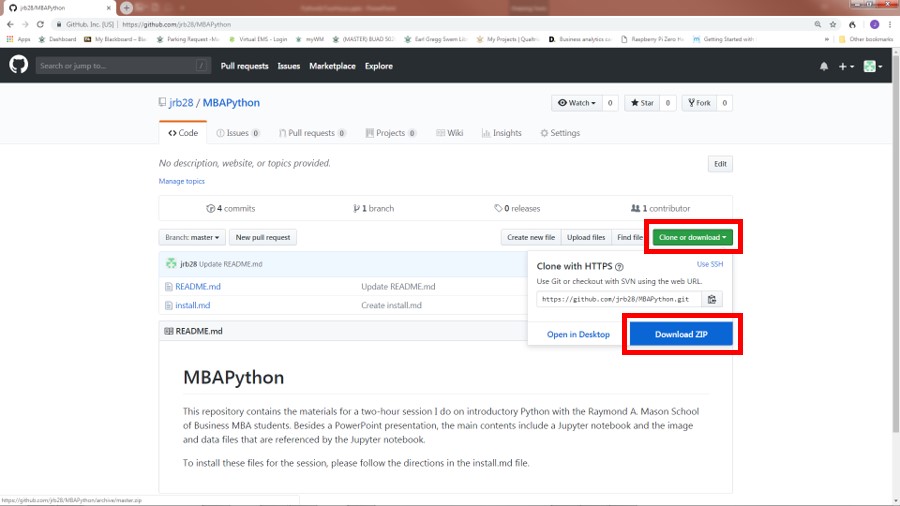 jrb28/MBAPython
GitHub, Inc. [US] | https://github.com/jrb28/MBAPython
Apps Dashboard My Blackboard – Bla Parking Request -Ma Virtual EMS - Login myWM (MASTER) BUAD 502 Earl Gregg Swem Li My Projects | Qualtri Business analytics co Raspberry Pi Zero H Getting Started with » Other bookmarks
Search or jump to... / Pull requests Issues Marketplace Explore
jrb28 / MBAPython Watch 0 Star 0 Fork 0
Code Issues 0 Pull requests 0 Projects 0 Wiki Insights Settings
No description, website, or topics provided. Edit
Manage topics
4 commits 1 branch 0 releases 1 contributor
Branch: master New pull request Create new file Upload files Find file Clone or download
jrb28 Update README.md
README.md Update README.md
install.md Create install.md
Clone with HTTPS ? Use SSH
Use Git or checkout with SVN using the web URL.
https://github.com/jrb28/MBAPython.git
Open in Desktop Download ZIP
README.md
MBAPython
This repository contains the materials for a two-hour session I do on introductory Python with the Raymond A. Mason School
of Business MBA students. Besides a PowerPoint presentation, the main contents include a Jupyter notebook and the image
and data files that are referenced by the Jupyter notebook.
To install these files for the session, please follow the directions in the install.md file.
https://github.com/jrb28/MBAPython/archive/master.zip